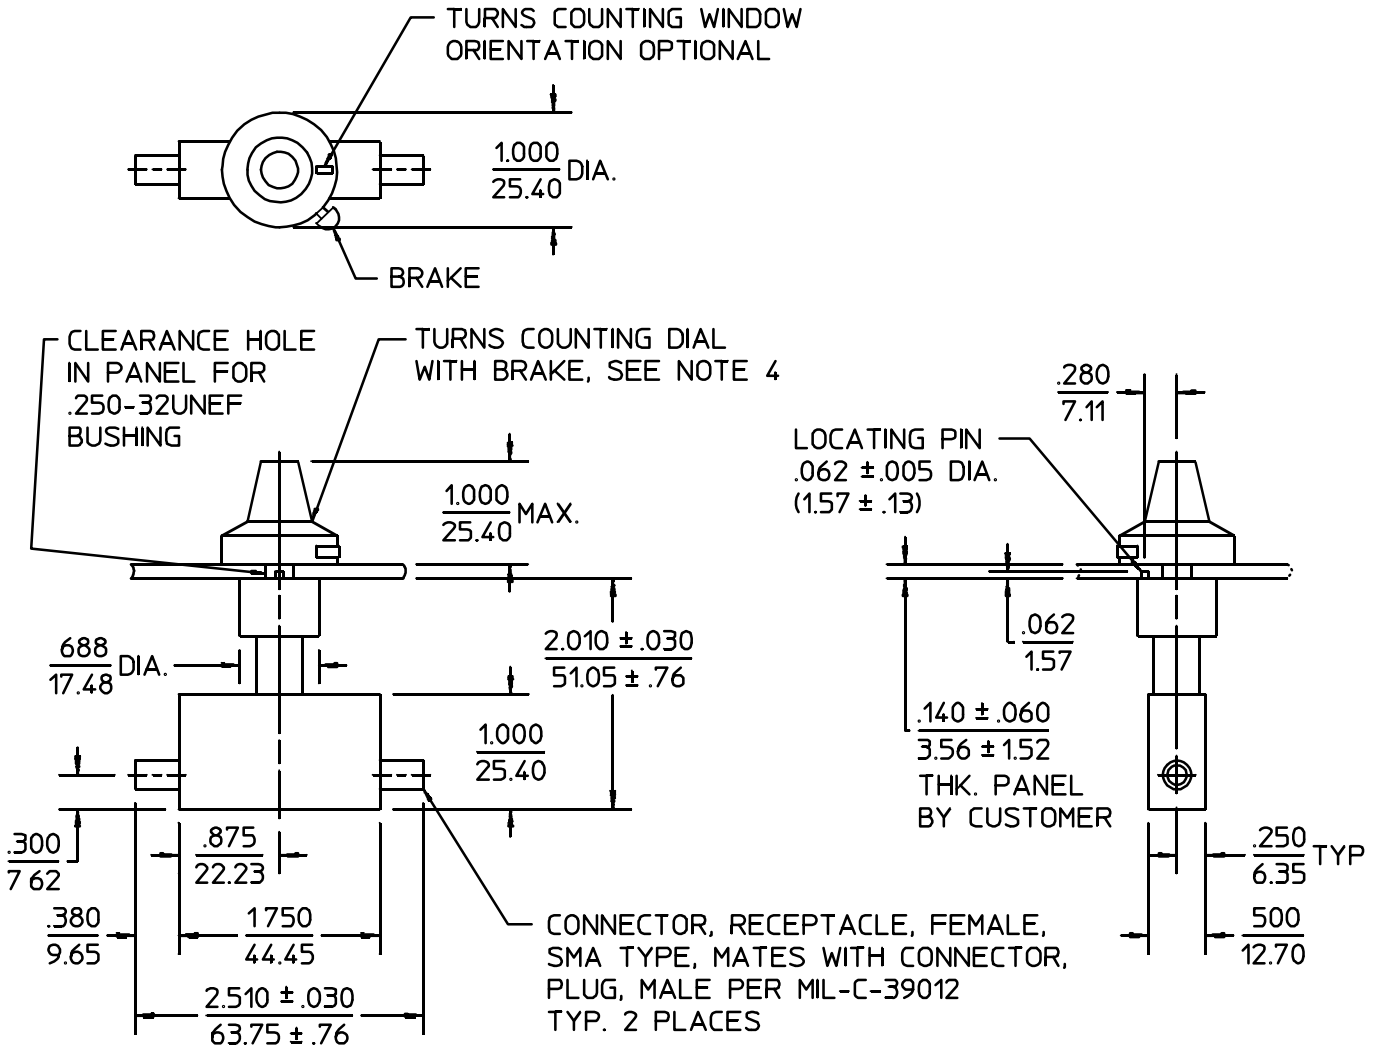 TURNS COUNTING WINDOW
ORIENTATION OPTIONAL
1.000
25.40
DIA.
BRAKE
CLEARANCE HOLE
IN PANEL FOR
.250-32UNEF
BUSHING
TURNS COUNTING DIAL
WITH BRAKE, SEE NOTE 4
1.000
25.40
MAX.
.280
7.11
LOCATING PIN
.062 ±.005 DIA.
(1.57 ± .13)
.688
17.48
DIA.
2.010 ±.030
51.05 ± .76
.062
1.57
1.000
25.40
.140 ±.060
3.56 ±1.52
THK. PANEL
BY CUSTOMER
.300
7 62
.875
22.23
.250
6.35
TYP
.380
9.65
1750
44.45
CONNECTOR, RECEPTACLE, FEMALE,
SMA TYPE, MATES WITH CONNECTOR,
PLUG, MALE PER MIL-C-39012
TYP. 2 PLACES
.500
12.70
2.510 ±.030
63.75 ± .76